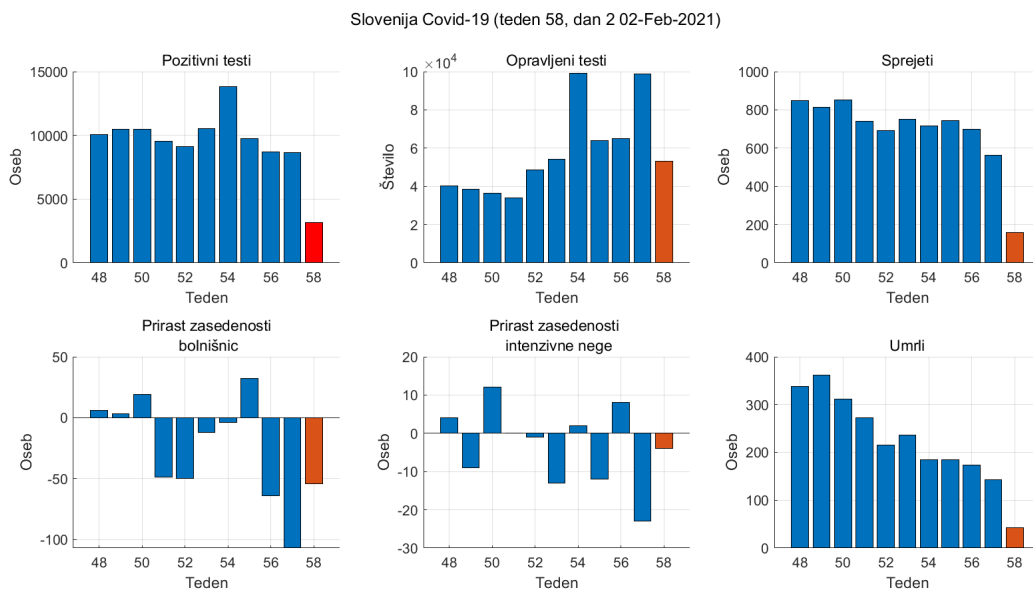 Slovenija Covid-19 (teden 58, dan 2 02-Feb-2021)
Pozitivni testi
15000
10000
5000
0
Oseb
48 50 52 54 56 58
Teden
Opravljeni testi
×10^4
10
8
6
4
2
0
Število
48 50 52 54 56 58
Teden
Sprejeti
1000
800
600
400
200
0
Oseb
48 50 52 54 56 58
Teden
Prirast zasedenosti
bolnišnic
50
0
-50
-100
Oseb
48 50 52 54 56 58
Teden
Prirast zasedenosti
intenzivne nege
20
10
0
-10
-20
-30
Oseb
48 50 52 54 56 58
Teden
Umrli
400
300
200
100
0
Oseb
48 50 52 54 56 58
Teden